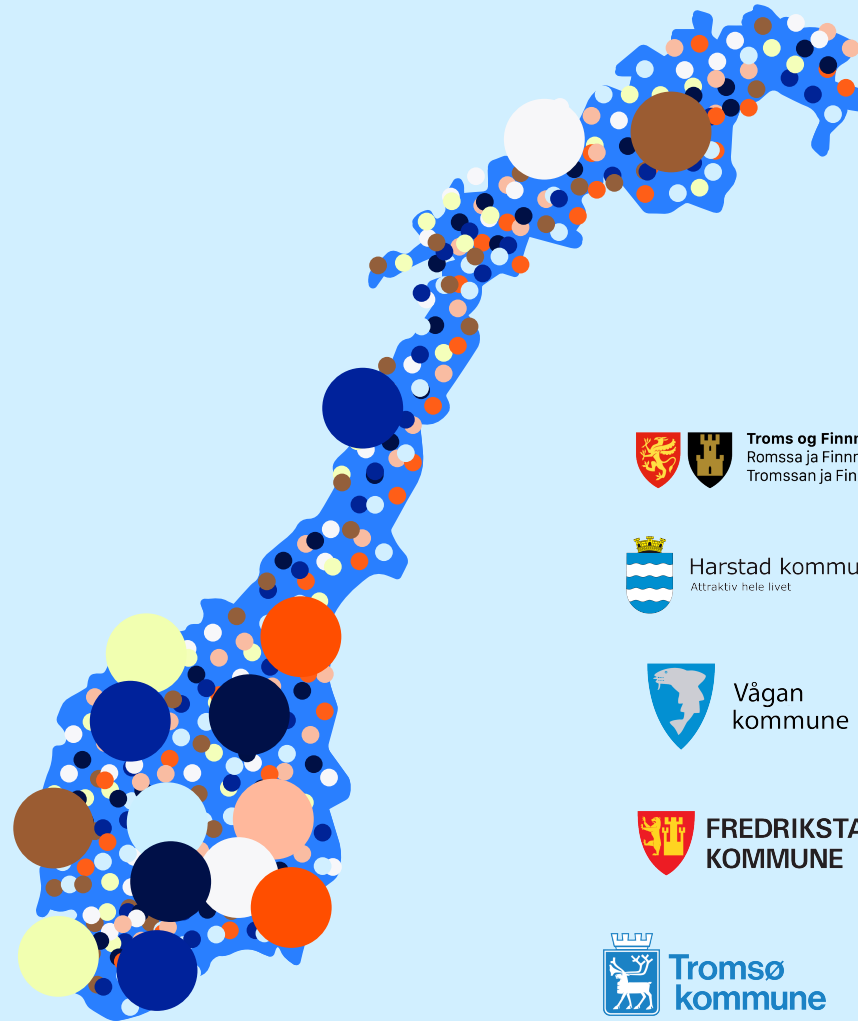 Troms og Finnm
Romssa ja Finnm
Tromssan ja Fin
Harstad kommu
Attraktiv hele livet
Vågan
kommune
FREDRIKSTA
KOMMUNE
Tromsø
kommune